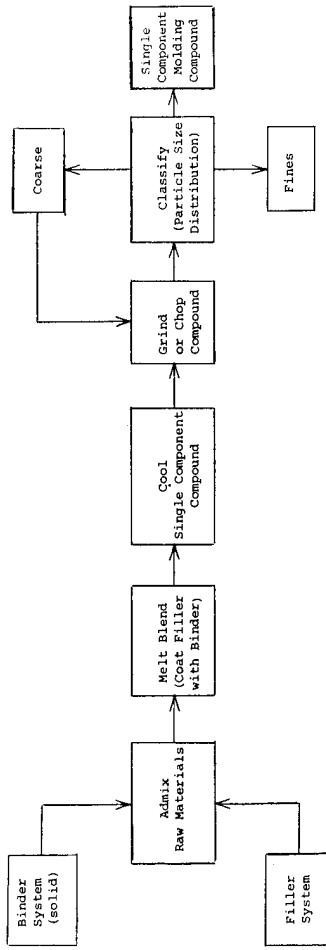 Binder
System
(solid)
Filler
System
Admix
Raw Materials
Melt Blend
(Coat Filler
with Binder)
Cool
Single Component
Compound
Grind
or Chop
Compound
Coarse
Classify
(Particle Size
Distribution)
Fines
Single
Component
Molding
Compound